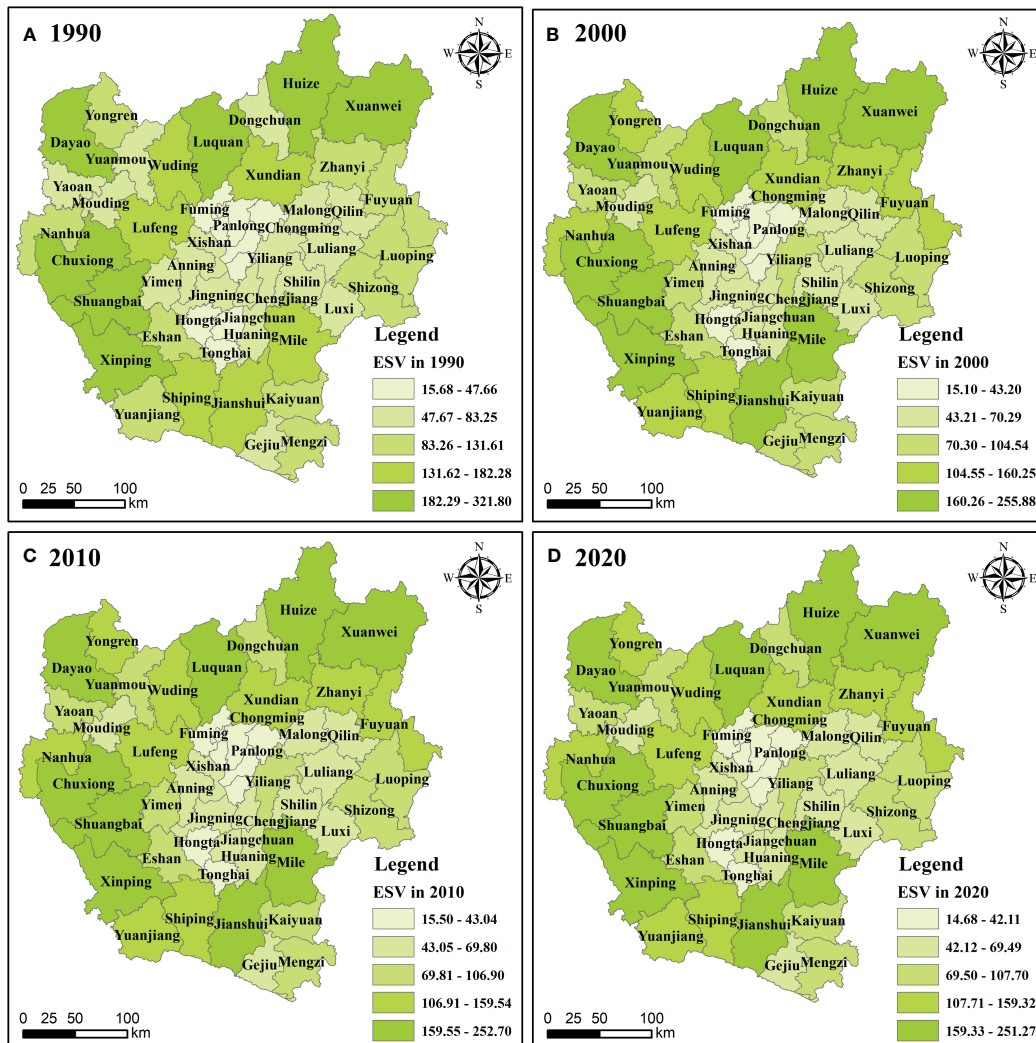 A 1990
N
W E
S
Huize
Xuanwei
Yongren
Dongchuan
Dayao
Luquan
Yuanmou
Wuding
Zhanyi
Xundian
Yaoan
Fuyuan
Mouding
Fuming
Malong Qilin
Panlong
Chongming
Lufeng
Nanhua
Xishan
Luliang
Luoping
Chuxiong
Anning
Yiliang
Yimen
Shilin
Shizong
Shuangbai
Jingning
Chengjiang
Luxi
Hongta
Jiangchuan
Eshan
Huaning
Mile
Tonghai
Xinping
Shiping
Jianshui
Kaiyuan
Yuanjiang
Gejiu
Mengzi
Legend
ESV in 1990
15.68 - 47.66
47.67 - 83.25
83.26 - 131.61
131.62 - 182.28
182.29 - 321.80
0 25 50 100
km
B 2000
N
W E
S
Huize
Xuanwei
Yongren
Dongchuan
Dayao
Luquan
Yuanmou
Wuding
Zhanyi
Xundian
Yaoan
Chongming
Fuyuan
Mouding
Fuming
Malong Qilin
Panlong
Nanhua
Lufeng
Xishan
Luliang
Luoping
Chuxiong
Anning
Yiliang
Yimen
Shilin
Shizong
Shuangbai
Jingning
Chengjiang
Luxi
Hongta
Jiangchuan
Eshan
Huaning
Mile
Tonghai
Xinping
Shiping
Jianshui
Kaiyuan
Yuanjiang
Gejiu
Mengzi
Legend
ESV in 2000
15.10 - 43.20
43.21 - 70.29
70.30 - 104.54
104.55 - 160.25
160.26 - 255.88
0 25 50 100
km
C 2010
N
W E
S
Huize
Xuanwei
Yongren
Dongchuan
Dayao
Luquan
Yuanmou
Wuding
Zhanyi
Xundian
Yaoan
Chongming
Fuyuan
Mouding
Fuming
Malong Qilin
Panlong
Nanhua
Lufeng
Xishan
Luliang
Luoping
Chuxiong
Anning
Yiliang
Yimen
Shilin
Shizong
Shuangbai
Jingning
Chengjiang
Luxi
Hongta
Jiangchuan
Eshan
Huaning
Mile
Tonghai
Xinping
Shiping
Jianshui
Kaiyuan
Yuanjiang
Gejiu
Mengzi
Legend
ESV in 2010
15.50 - 43.04
43.05 - 69.80
69.81 - 106.90
106.91 - 159.54
159.55 - 252.70
0 25 50 100
km
D 2020
N
W E
S
Huize
Xuanwei
Yongren
Dongchuan
Dayao
Luquan
Yuanmou
Wuding
Zhanyi
Xundian
Yaoan
Chongming
Fuyuan
Mouding
Fuming
Malong Qilin
Panlong
Nanhua
Lufeng
Xishan
Luliang
Luoping
Chuxiong
Anning
Yiliang
Yimen
Shilin
Shizong
Shuangbai
Jingning
Chengjiang
Luxi
Hongta
Jiangchuan
Eshan
Huaning
Mile
Tonghai
Xinping
Shiping
Jianshui
Kaiyuan
Yuanjiang
Gejiu
Mengzi
Legend
ESV in 2020
14.68 - 42.11
42.12 - 69.49
69.50 - 107.70
107.71 - 159.32
159.33 - 251.27
0 25 50 100
km